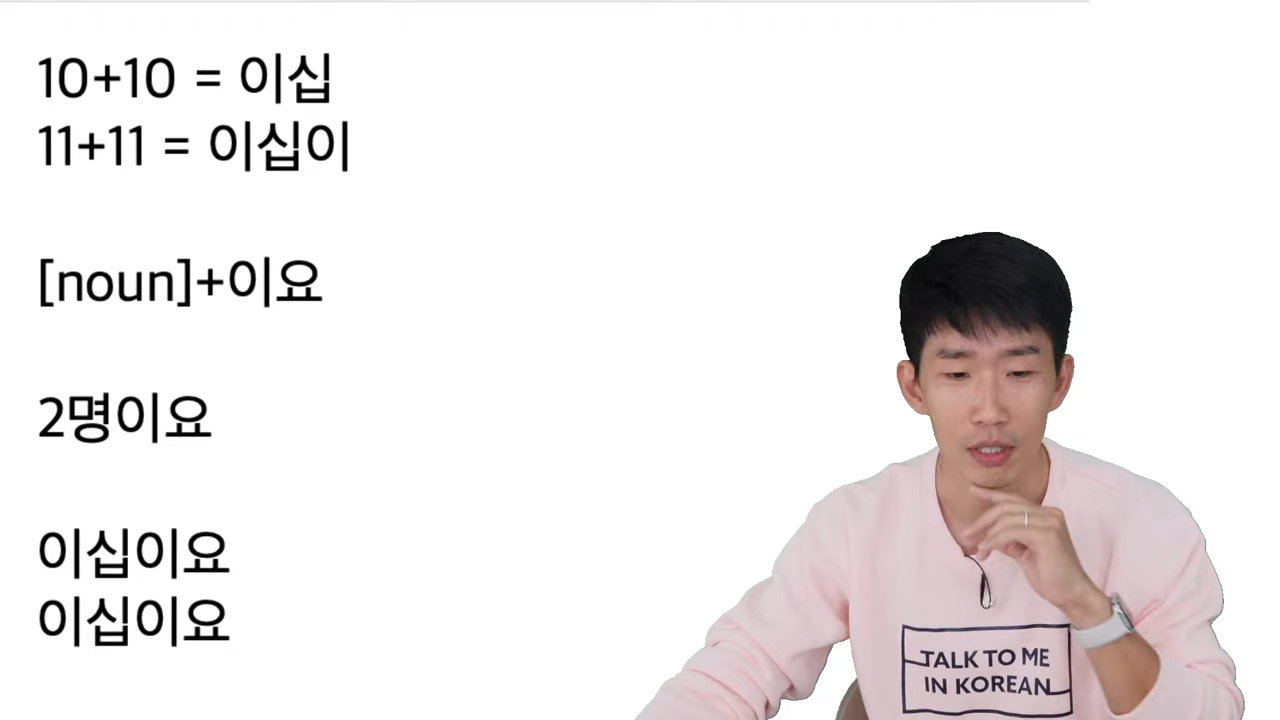 10+10 = 이십
11+11 = 이십이
[noun]+이요
2명이요
이십이요
이십이요
TALK TO ME
IN KOREAN